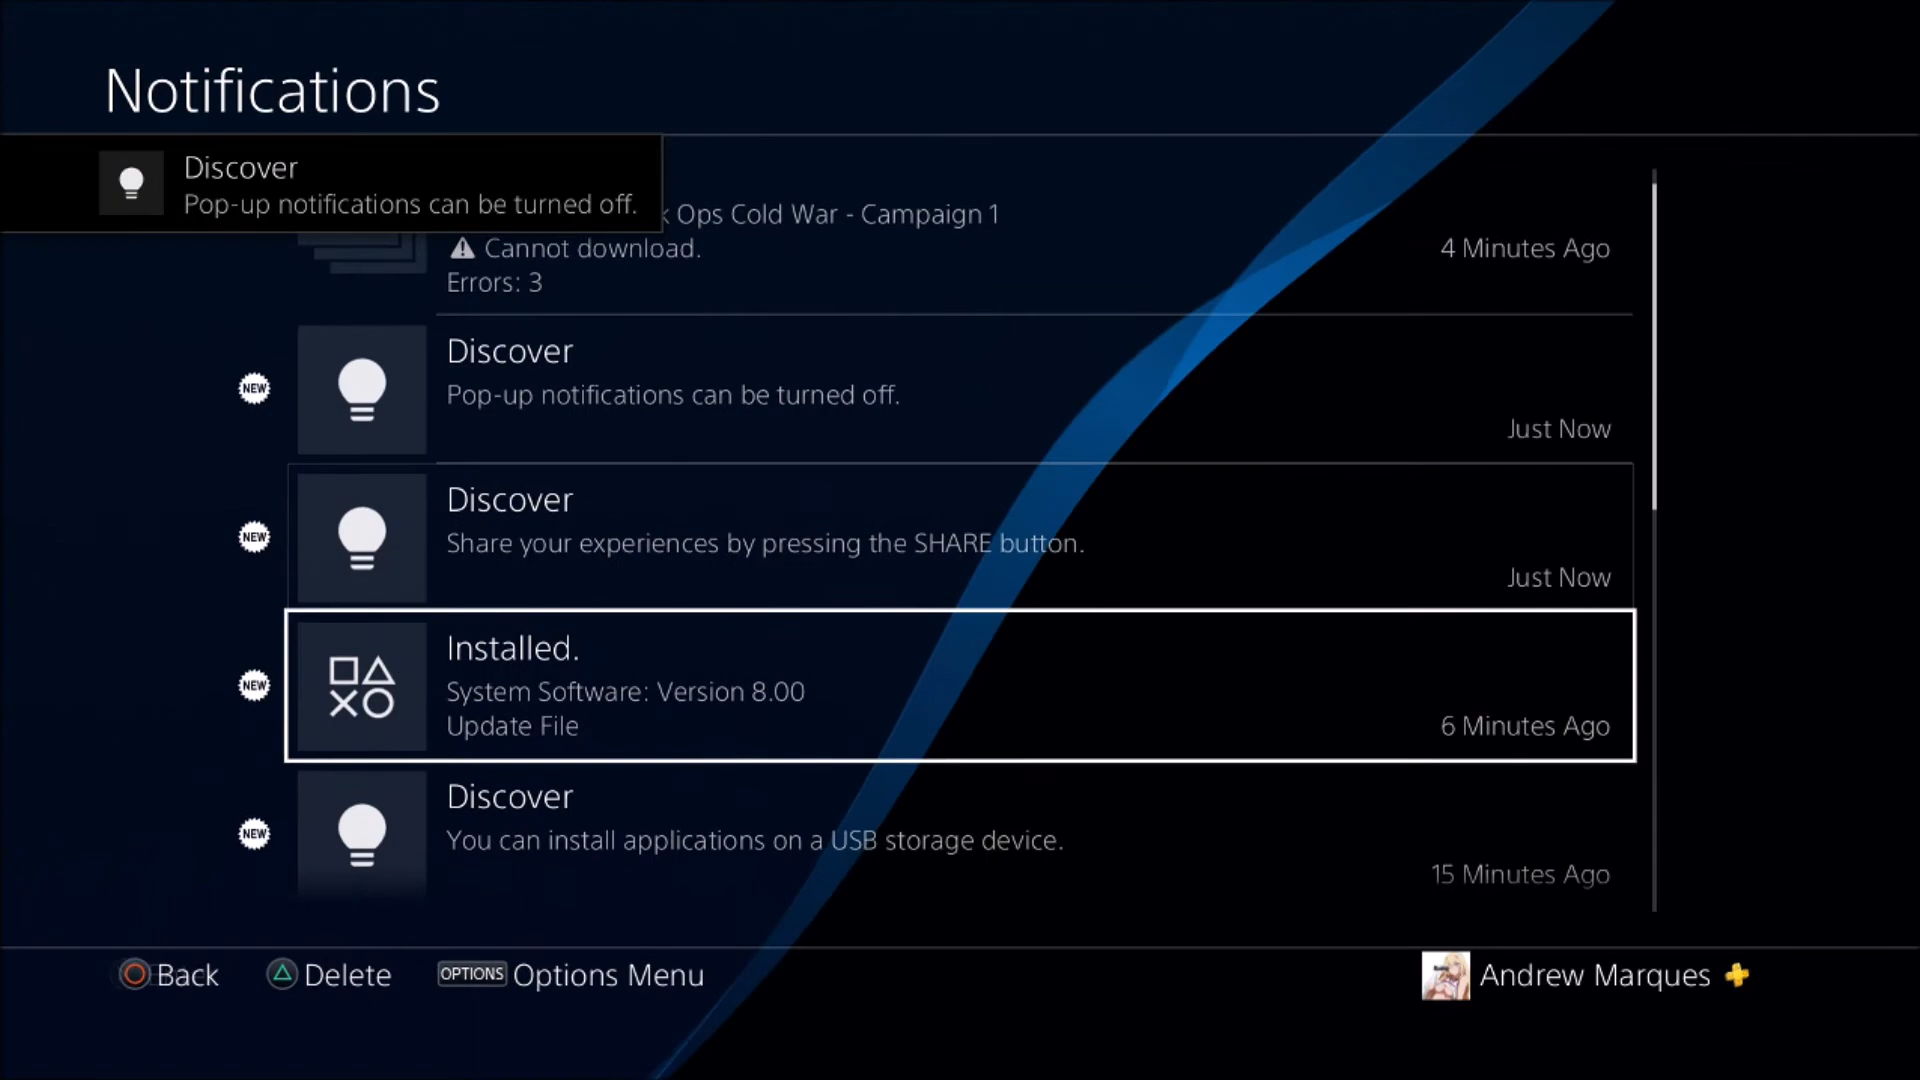 Notifications
Discover
Pop-up notifications can be turned off.
Ops Cold War - Campaign 1
Cannot download.
4 Minutes Ago
Errors: 3
NEW
Discover
Pop-up notifications can be turned off.
Just Now
NEW
Discover
Share your experiences by pressing the SHARE button.
Just Now
NEW
Installed.
System Software: Version 8.00
Update File
6 Minutes Ago
NEW
Discover
You can install applications on a USB storage device.
15 Minutes Ago
Back
Delete
OPTIONS Options Menu
Andrew Marques